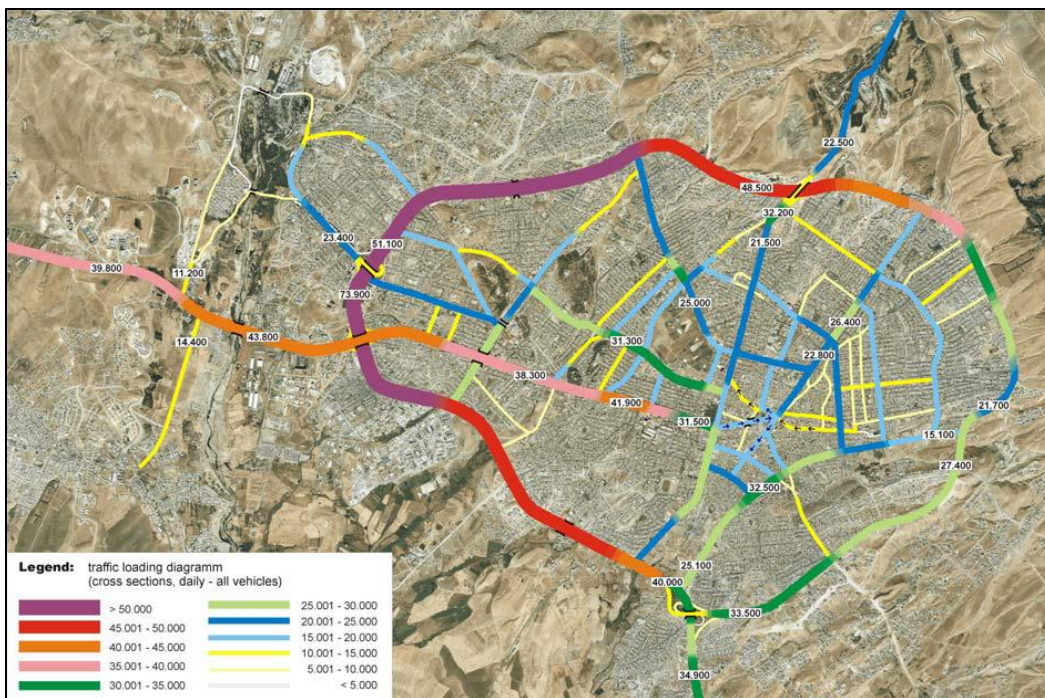 22.500
48.500
32.200
21.500
23.400
51.100
39.800
11.200
73.900
25.000
26.400
14.400
43.800
31.300
22.800
38.300
41.900
31.500
21.700
15.100
27.400
32.500
25.100
40.000
33.500
34.900
Legend: traffic loading diagramm
(cross sections, daily - all vehicles)
> 50.000
45.001 - 50.000
40.001 - 45.000
35.001 - 40.000
30.001 - 35.000
25.001 - 30.000
20.001 - 25.000
15.001 - 20.000
10.001 - 15.000
5.001 - 10.000
< 5.000